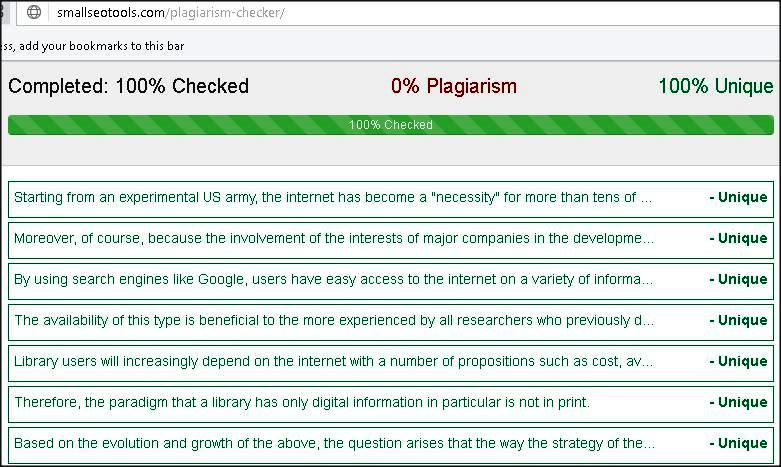 smallseotools.com/plagiarism-checker/
ss, add your bookmarks to this bar
Completed: 100% Checked 0% Plagiarism 100% Unique
100% Checked
Starting from an experimental US army, the internet has become a "necessity" for more than tens of ... - Unique
Moreover, of course, because the involvement of the interests of major companies in the developme... - Unique
By using search engines like Google, users have easy access to the internet on a variety of informa... - Unique
The availability of this type is beneficial to the more experienced by all researchers who previously d... - Unique
Library users will increasingly depend on the internet with a number of propositions such as cost, av... - Unique
Therefore, the paradigm that a library has only digital information in particular is not in print. - Unique
Based on the evolution and growth of the above, the question arises that the way the strategy of the... - Unique